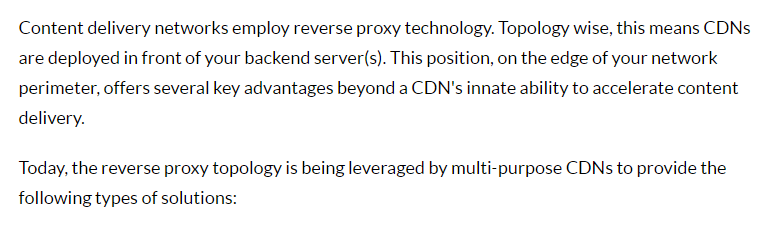 Content delivery networks employ reverse proxy technology. Topology wise, this means CDNs
are deployed in front of your backend server(s). This position, on the edge of your network
perimeter, offers several key advantages beyond a CDN's innate ability to accelerate content
delivery.
Today, the reverse proxy topology is being leveraged by multi-purpose CDNs to provide the
following types of solutions: